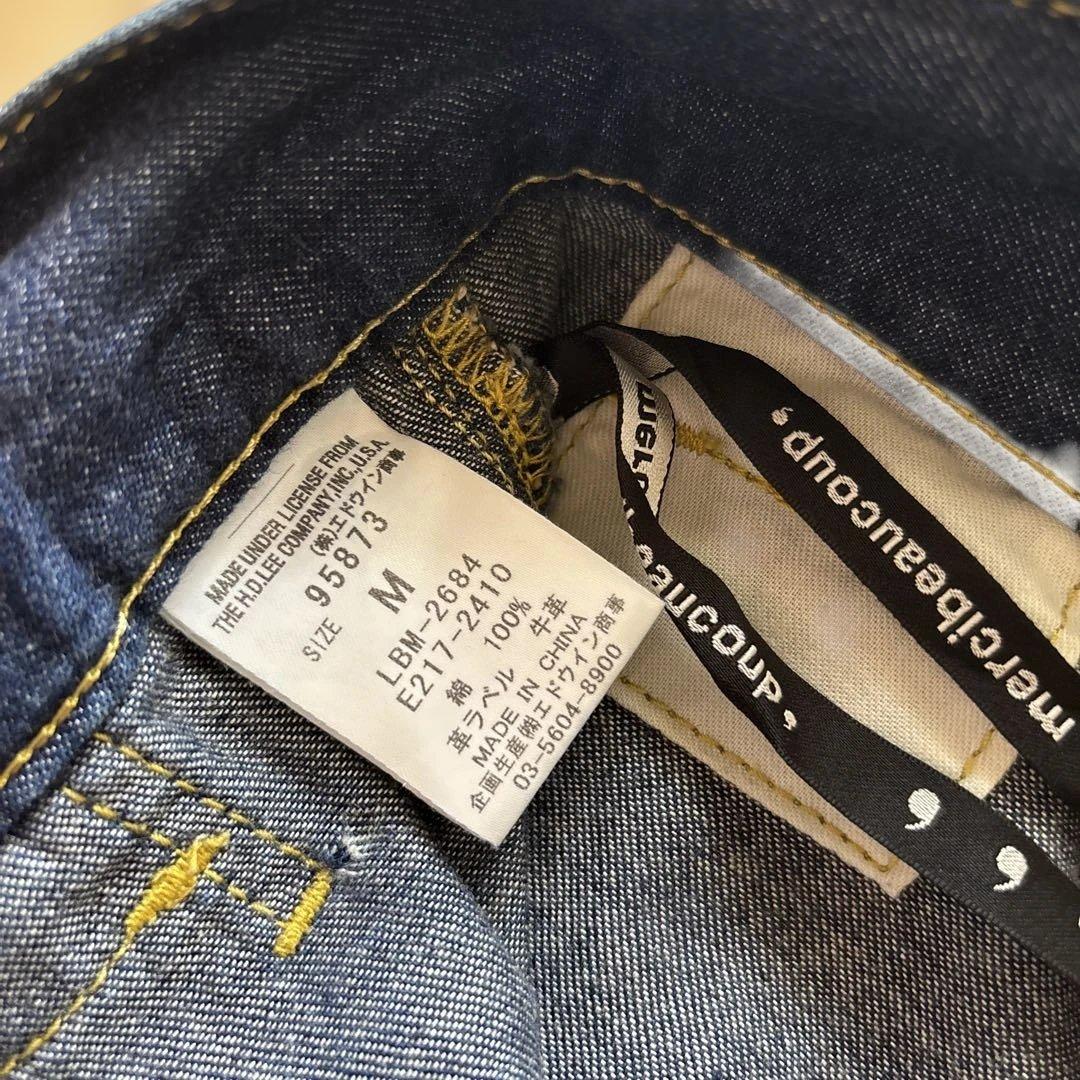 MADE UNDER LICENSE FROM
THE H.D.LEE COMPANY,INC.,U.S.A.
(株)エドウイン商事
95873
SIZE M
LBM-2684
E217-2410
綿 100%
革ラベル 牛革
MADE IN CHINA
企画生産㈱エドウイン商事
03-5604-8900
mercibeaucoup,
mer
eaucoup,